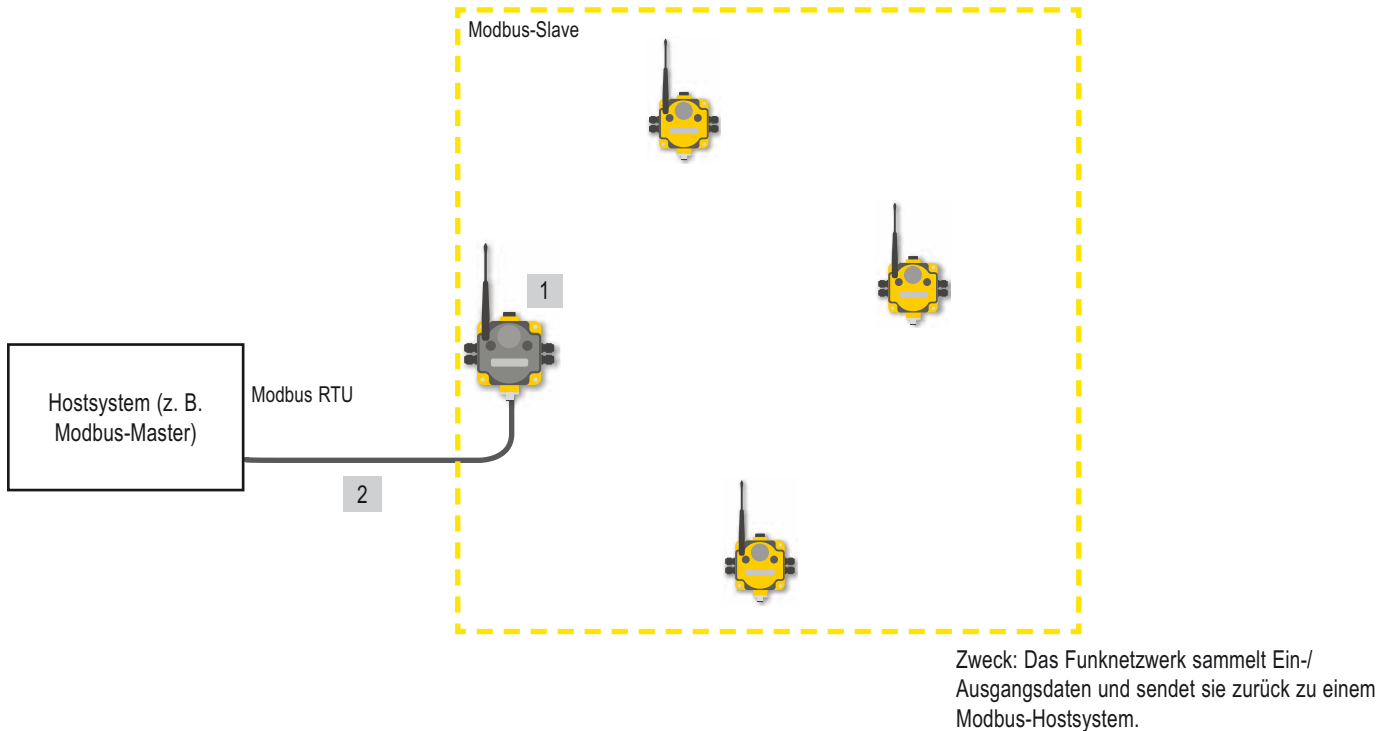 Modbus-Slave
1
Hostsystem (z. B.
Modbus-Master)
Modbus RTU
2
Zweck: Das Funknetzwerk sammelt Ein-/
Ausgangsdaten und sendet sie zurück zu einem
Modbus-Hostsystem.